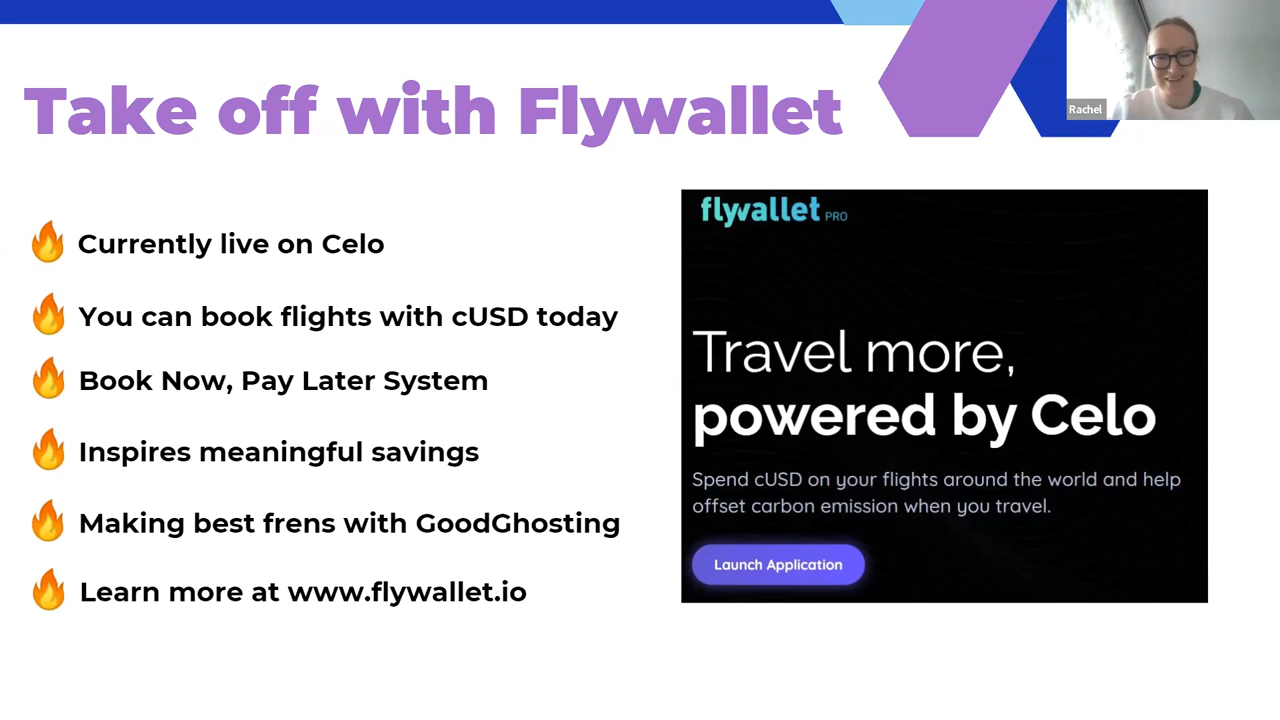 Take off with Flywallet
Rachel
Currently live on Celo
You can book flights with cUSD today
Book Now, Pay Later System
Inspires meaningful savings
Making best frens with GoodGhosting
Learn more at www.flywallet.io
flywallet PRO
Travel more,
powered by Celo
Spend cUSD on your flights around the world and help
offset carbon emission when you travel.
Launch Application